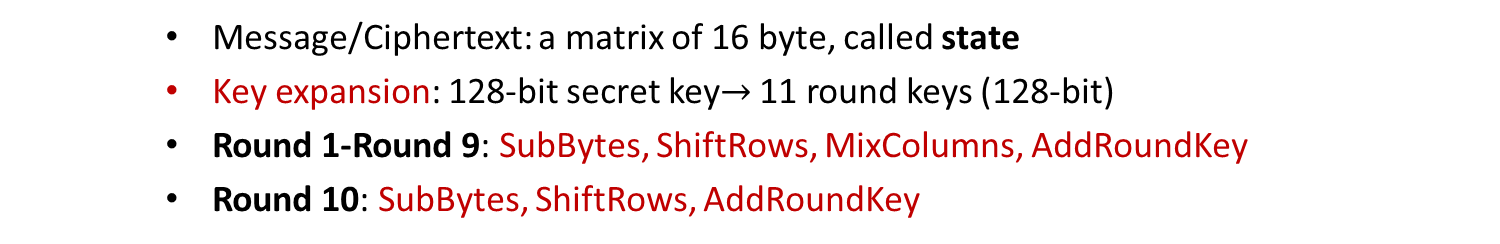 • Message/Ciphertext: a matrix of 16 byte, called state
• Key expansion: 128-bit secret key→ 11 round keys (128-bit)
• Round 1-Round 9: SubBytes, ShiftRows, MixColumns, AddRoundKey
• Round 10: SubBytes, ShiftRows, AddRoundKey